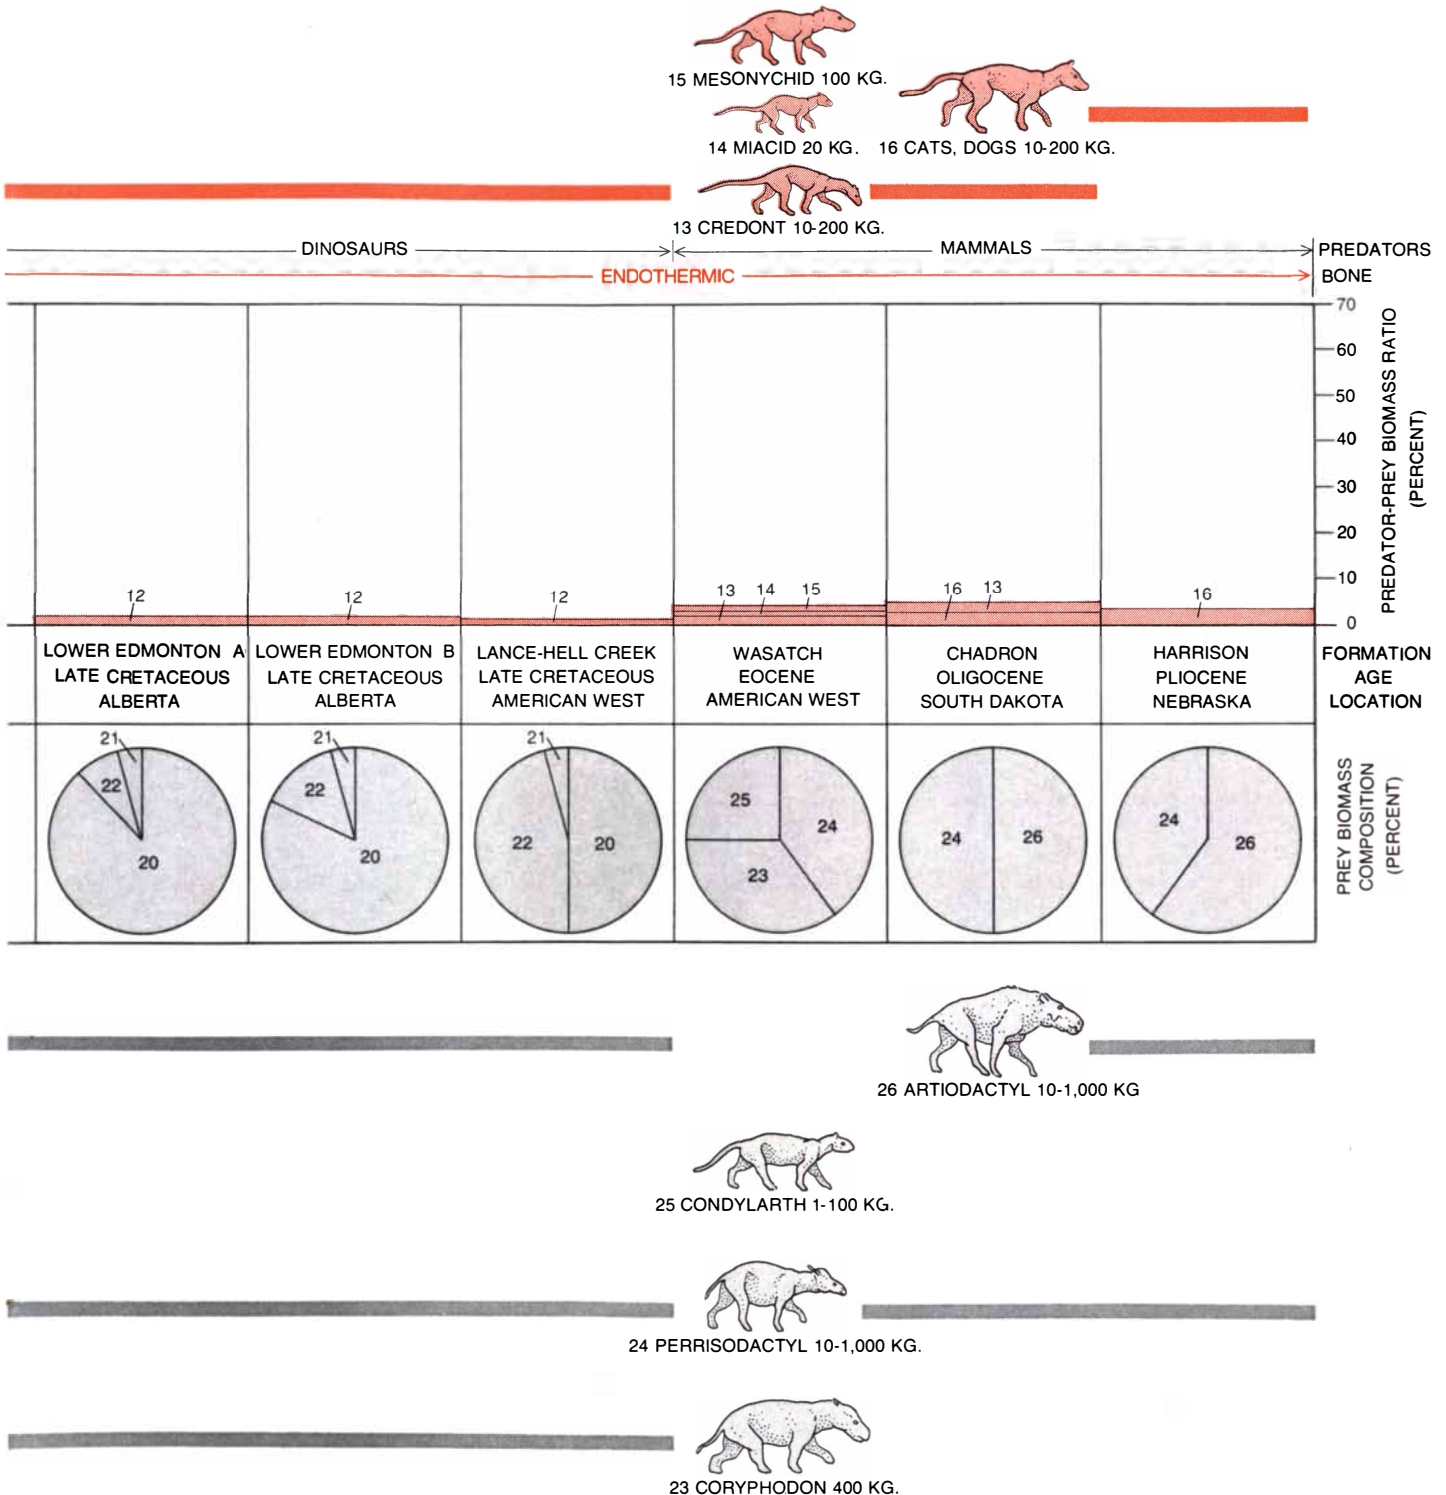 15 MESONYCHID 100 KG.
14 MIACID 20 KG.
16 CATS, DOGS 10-200 KG.
13 CREDONT 10-200 KG.
DINOSAURS
MAMMALS
PREDATORS
ENDOTHERMIC
BONE
70
60
50
40
30
20
10
0
PREDATOR-PREY BIOMASS RATIO
(PERCENT)
12
12
12
13
14
15
16
13
16
LOWER EDMONTON A
LATE CRETACEOUS
ALBERTA
LOWER EDMONTON B
LATE CRETACEOUS
ALBERTA
LANCE-HELL CREEK
LATE CRETACEOUS
AMERICAN WEST
WASATCH
EOCENE
AMERICAN WEST
CHADRON
OLIGOCENE
SOUTH DAKOTA
HARRISON
PLIOCENE
NEBRASKA
FORMATION
AGE
LOCATION
21
22
20
21
22
20
21
22
20
25
24
23
24
26
24
26
PREY BIOMASS
COMPOSITION
(PERCENT)
26 ARTIODACTYL 10-1,000 KG
25 CONDYLARTH 1-100 KG.
24 PERRISODACTYL 10-1,000 KG.
23 CORYPHODON 400 KG.